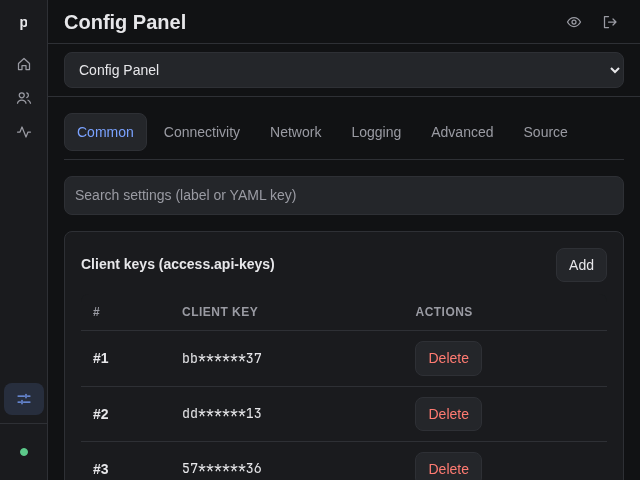 p
Config Panel
Config Panel
Common Connectivity Network Logging Advanced Source
Search settings (label or YAML key)
Client keys (access.api-keys)
Add
# CLIENT KEY ACTIONS
#1 bb******37 Delete
#2 dd******13 Delete
#3 57******36 Delete